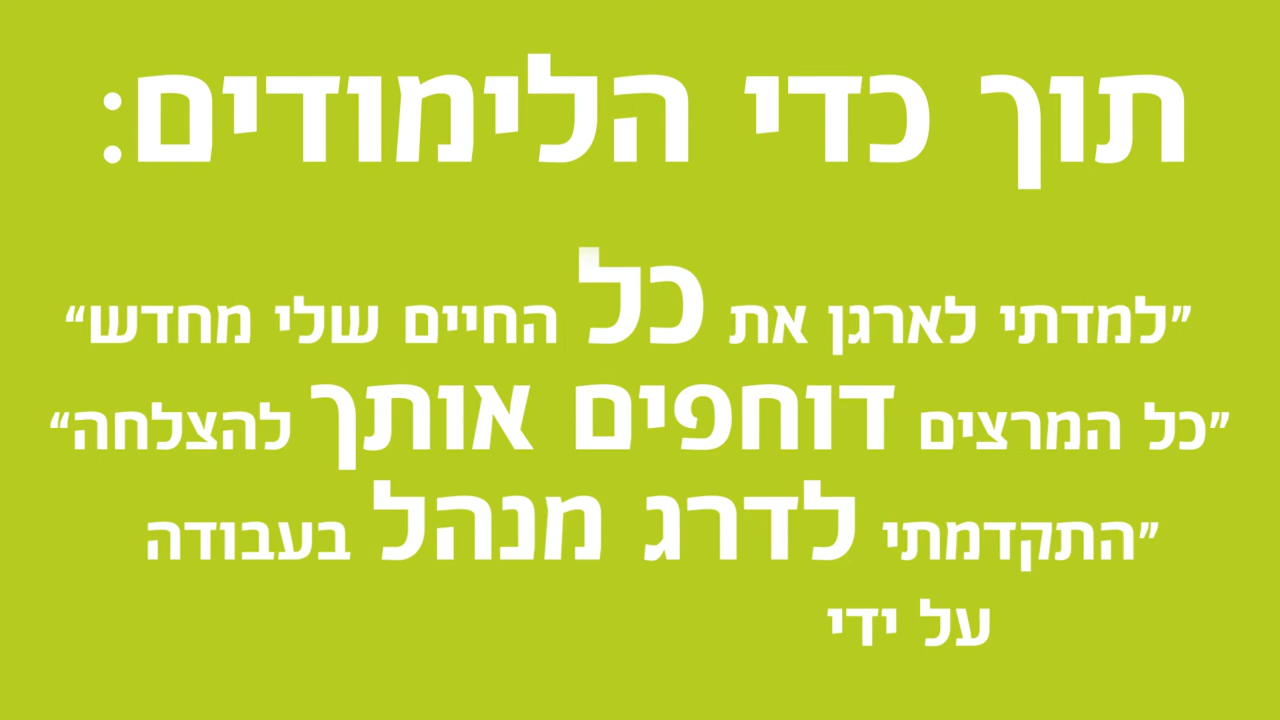 תוך כדי הלימודים:
"למדתי לארגן את כל החיים שלי מחדש"
"כל המרצים דוחפים אותך להצלחה"
"התקדמתי לדרג מנהל בעבודה
על ידי